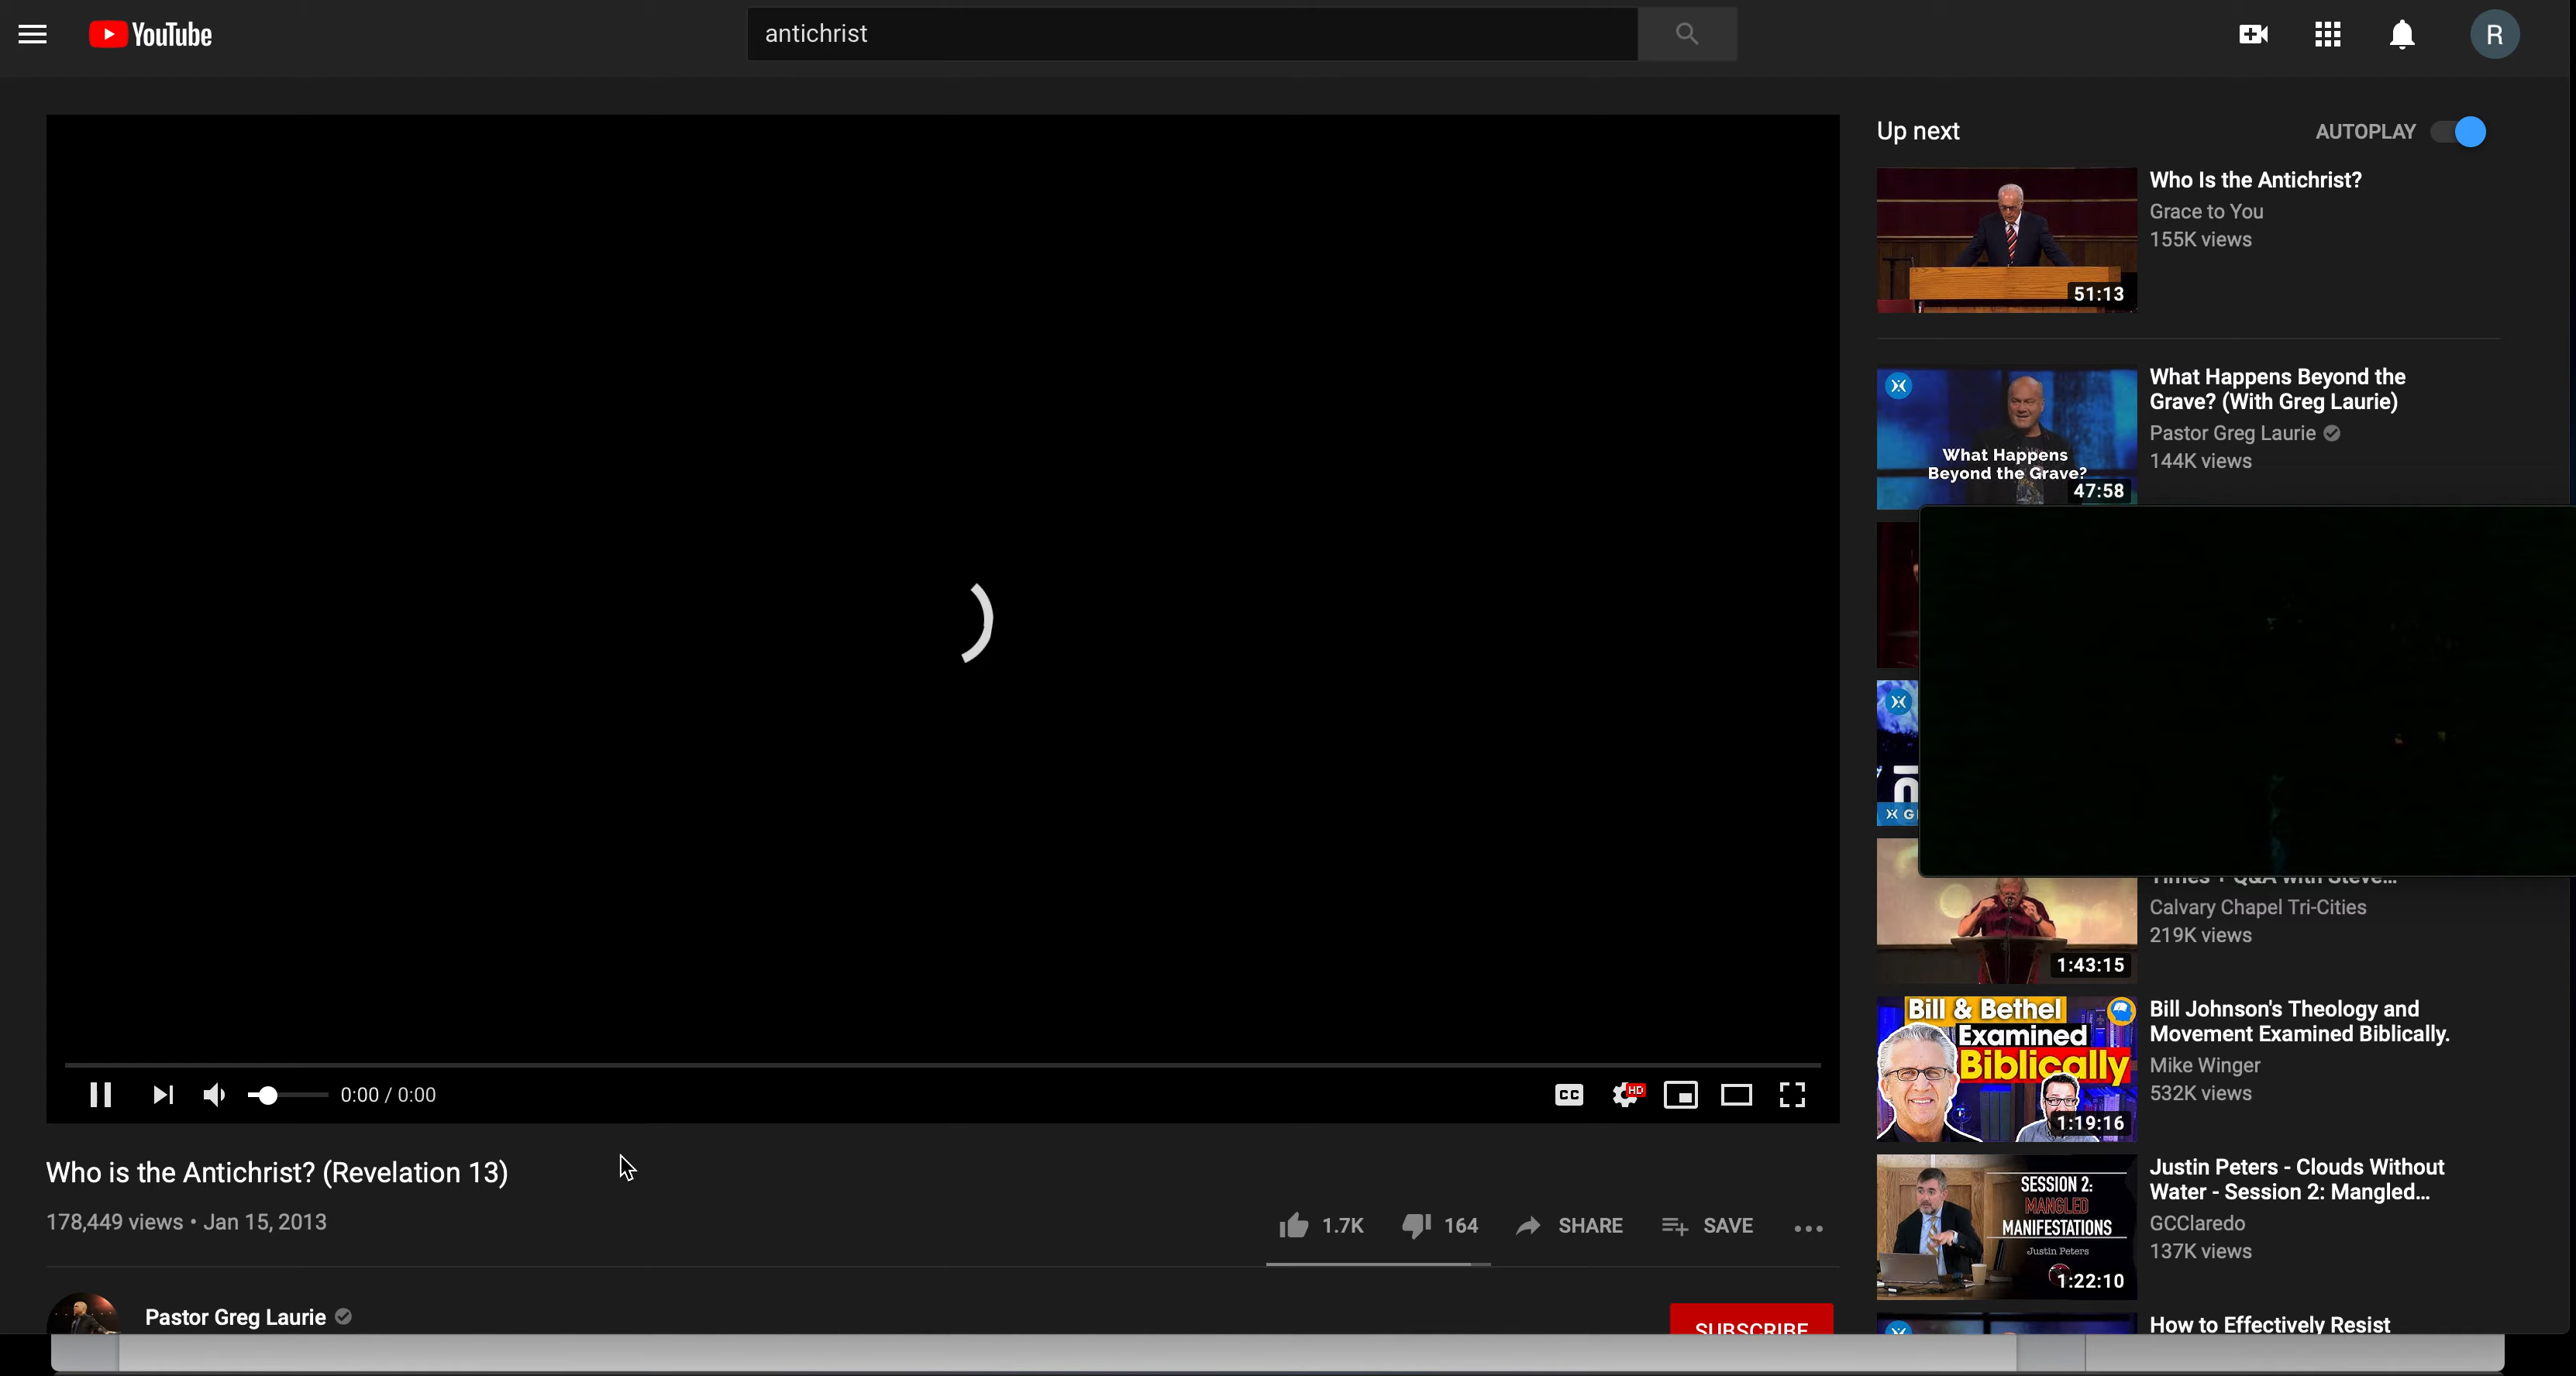 YouTube
antichrist
R
Up next
AUTOPLAY
Who Is the Antichrist?
Grace to You
155K views
51:13
What Happens Beyond the
Grave? (With Greg Laurie)
Pastor Greg Laurie
144K views
What Happens
Beyond the Grave?
47:58
Calvary Chapel Tri-Cities
219K views
1:43:15
Bill & Bethel
Examined
Biblically
1:19:16
Bill Johnson's Theology and
Movement Examined Biblically.
Mike Winger
532K views
SESSION 2:
MANGLED
MANIFESTATIONS
Justin Peters
1:22:10
Justin Peters - Clouds Without
Water - Session 2: Mangled...
GCClaredo
137K views
How to Effectively Resist
0:00 / 0:00
CC
HD
Who is the Antichrist? (Revelation 13)
178,449 views • Jan 15, 2013
1.7K
164
SHARE
SAVE
Pastor Greg Laurie
SUBSCRIBE